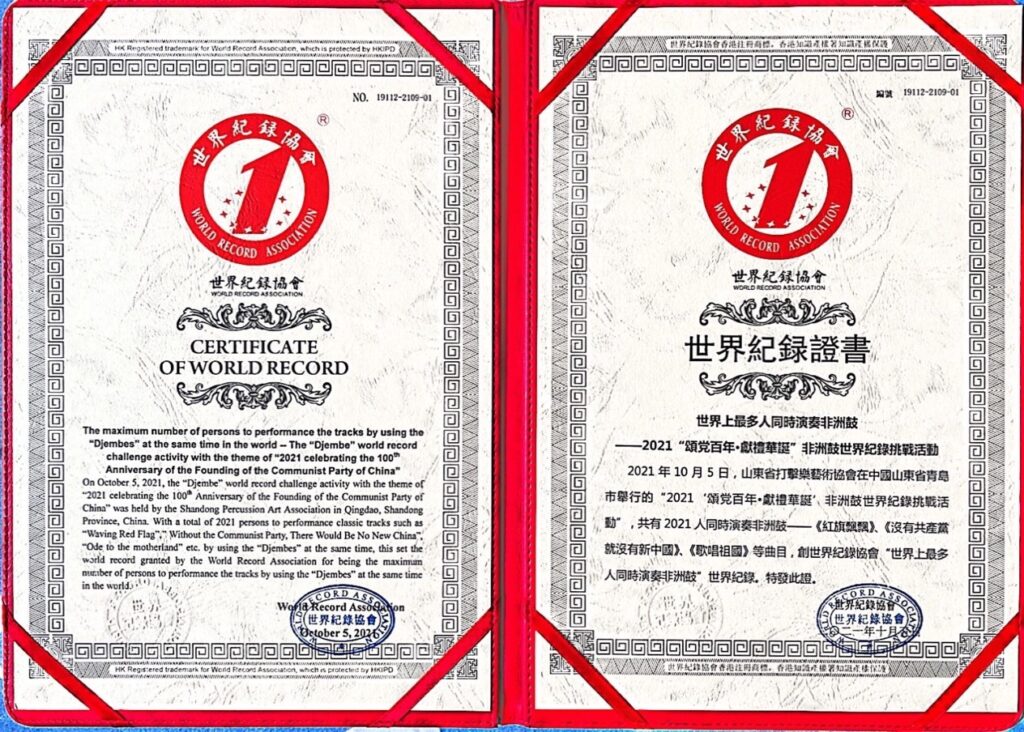 HK Registered trademark for World Record Association, which is protected by HKIPD
NO. 19112-2109-01
世界紀録協會
®
WORLD RECORD ASSOCIATION
世界紀録協會
WORLD RECORD ASSOCIATION
CERTIFICATE
OF WORLD RECORD
The maximum number of persons to performance the tracks by using the
“Djembes” at the same time in the world -- The “Djembe” world record
challenge activity with the theme of “2021 celebrating the 100th
Anniversary of the Founding of the Communist Party of China”
On October 5, 2021, the “Djembe” world record challenge activity with the theme of
“2021 celebrating the 100th Anniversary of the Founding of the Communist Party of
China” was held by the Shandong Percussion Art Association in Qingdao, Shandong
Province, China. With a total of 2021 persons to performance classic tracks such as
“Waving Red Flag”,” Without the Communist Party, There Would Be No New China”,
“Ode to the motherland” etc. by using the “Djembes” at the same time, this set the
world record granted by the World Record Association for being the maximum
number of persons to performance the tracks by using the “Djembes” at the same time
in the world.
World Record Association
世界紀錄協會
October 5, 2021
HK Registered trademark for World Record Association, which is protected by HKIPD
世界紀錄協會香港註冊商標，香港知識產權署知識產權保護
編號 19112-2109-01
世界紀録協會
®
WORLD RECORD ASSOCIATION
世界紀録協會
WORLD RECORD ASSOCIATION
世界紀錄證書
世界上最多人同時演奏非洲鼓
——2021“頌党百年·獻禮華誕”非洲鼓世界紀錄挑戰活動
2021 年 10 月 5 日，山東省打擊樂藝術協會在中國山東省青島
市舉行的“2021‘頌党百年·獻禮華誕’非洲鼓世界紀錄挑戰活
動”，共有 2021 人同時演奏非洲鼓——《紅旗飄飄》、《沒有共產黨
就沒有新中國》、《歌唱祖國》等曲目，創世界紀錄協會“世界上最多
人同時演奏非洲鼓”世界紀錄。特發此證。
世界紀錄協會
世界紀錄協會
二一年十月
世界紀錄協會香港註冊商標，香港知識產權署知識產權保護